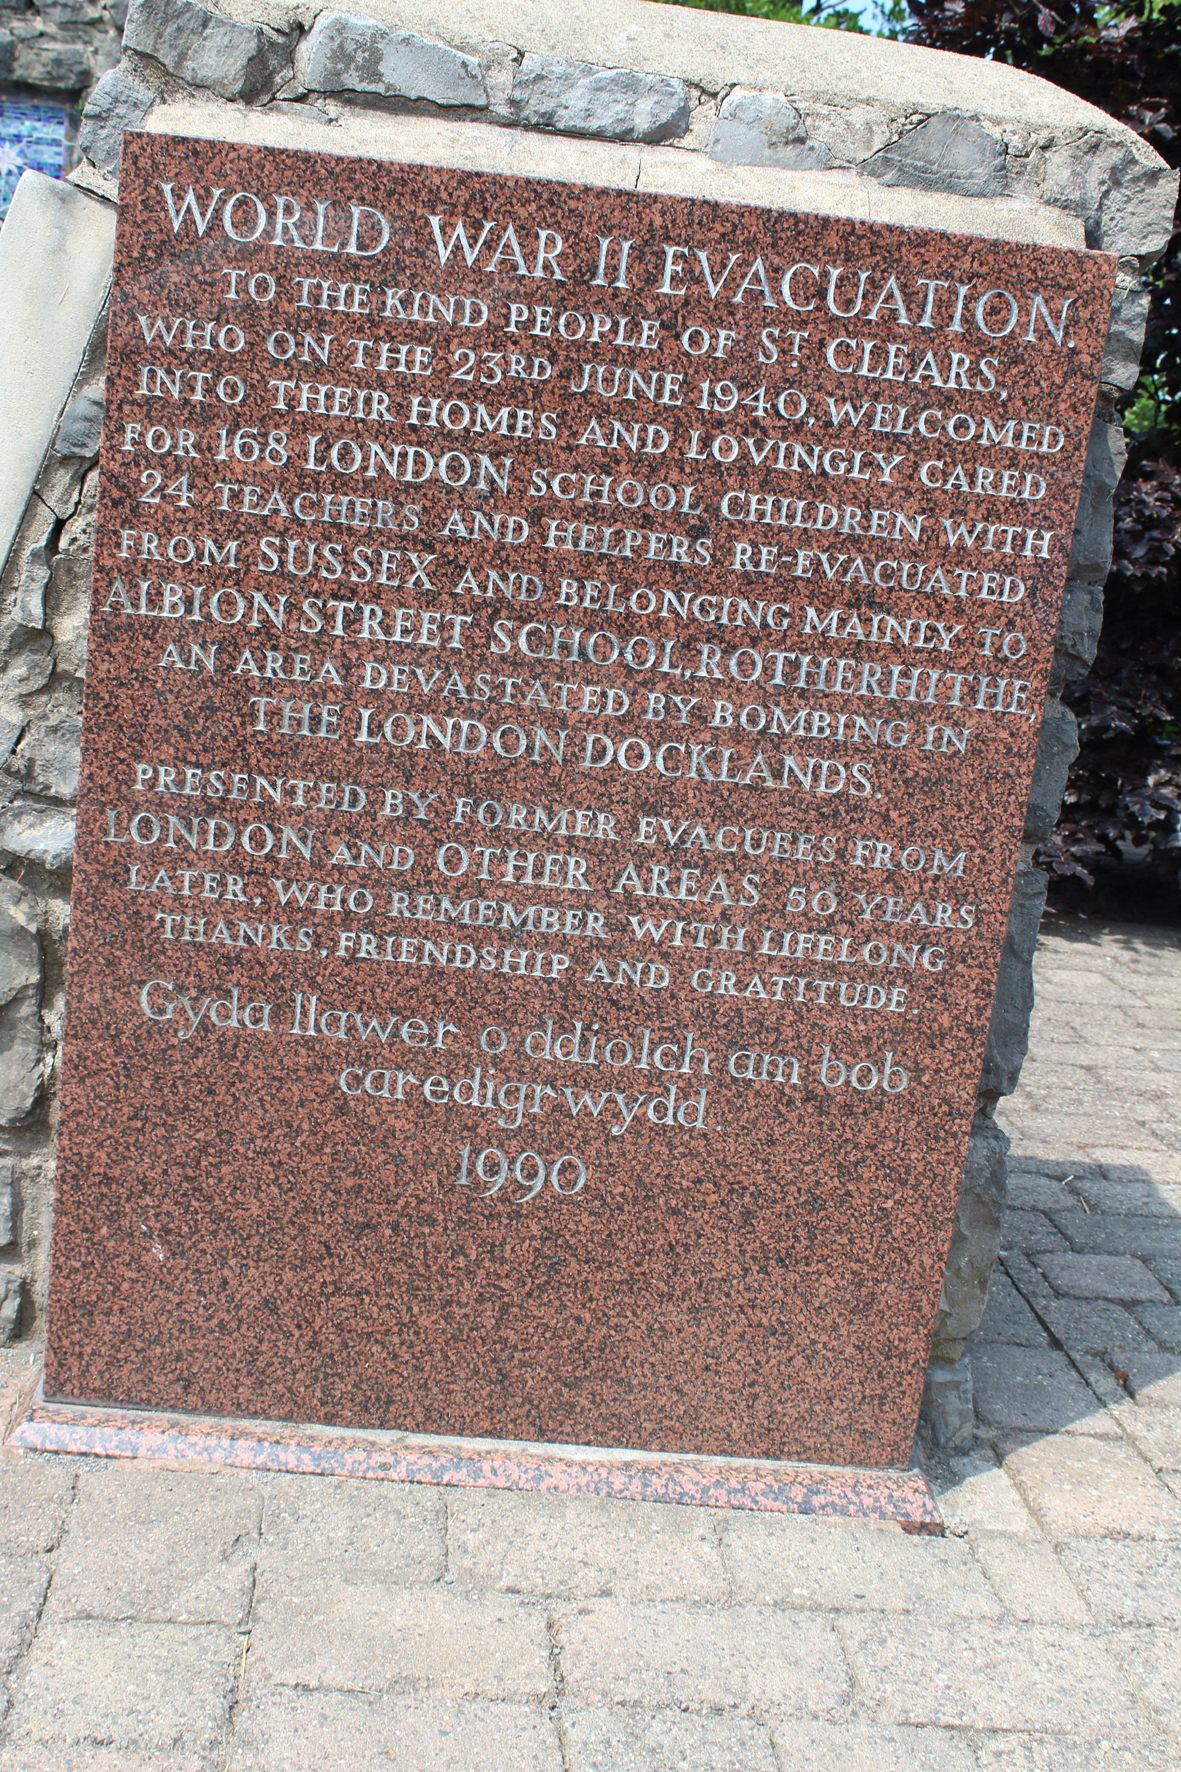 WORLD WAR II EVACUATION.
TO THE KIND PEOPLE OF ST. CLEARS,
WHO ON THE 23RD JUNE 1940, WELCOMED
INTO THEIR HOMES AND LOVINGLY CARED
FOR 168 LONDON SCHOOL CHILDREN WITH
24 TEACHERS AND HELPERS RE-EVACUATED
FROM SUSSEX AND BELONGING MAINLY TO
ALBION STREET SCHOOL, ROTHERHITHE,
AN AREA DEVASTATED BY BOMBING IN
THE LONDON DOCKLANDS.
PRESENTED BY FORMER EVACUEES FROM
LONDON AND OTHER AREAS 50 YEARS
LATER, WHO REMEMBER WITH LIFELONG
THANKS, FRIENDSHIP AND GRATITUDE.
Gyda llawer o ddiolch am bob
caredigrwydd.
1990